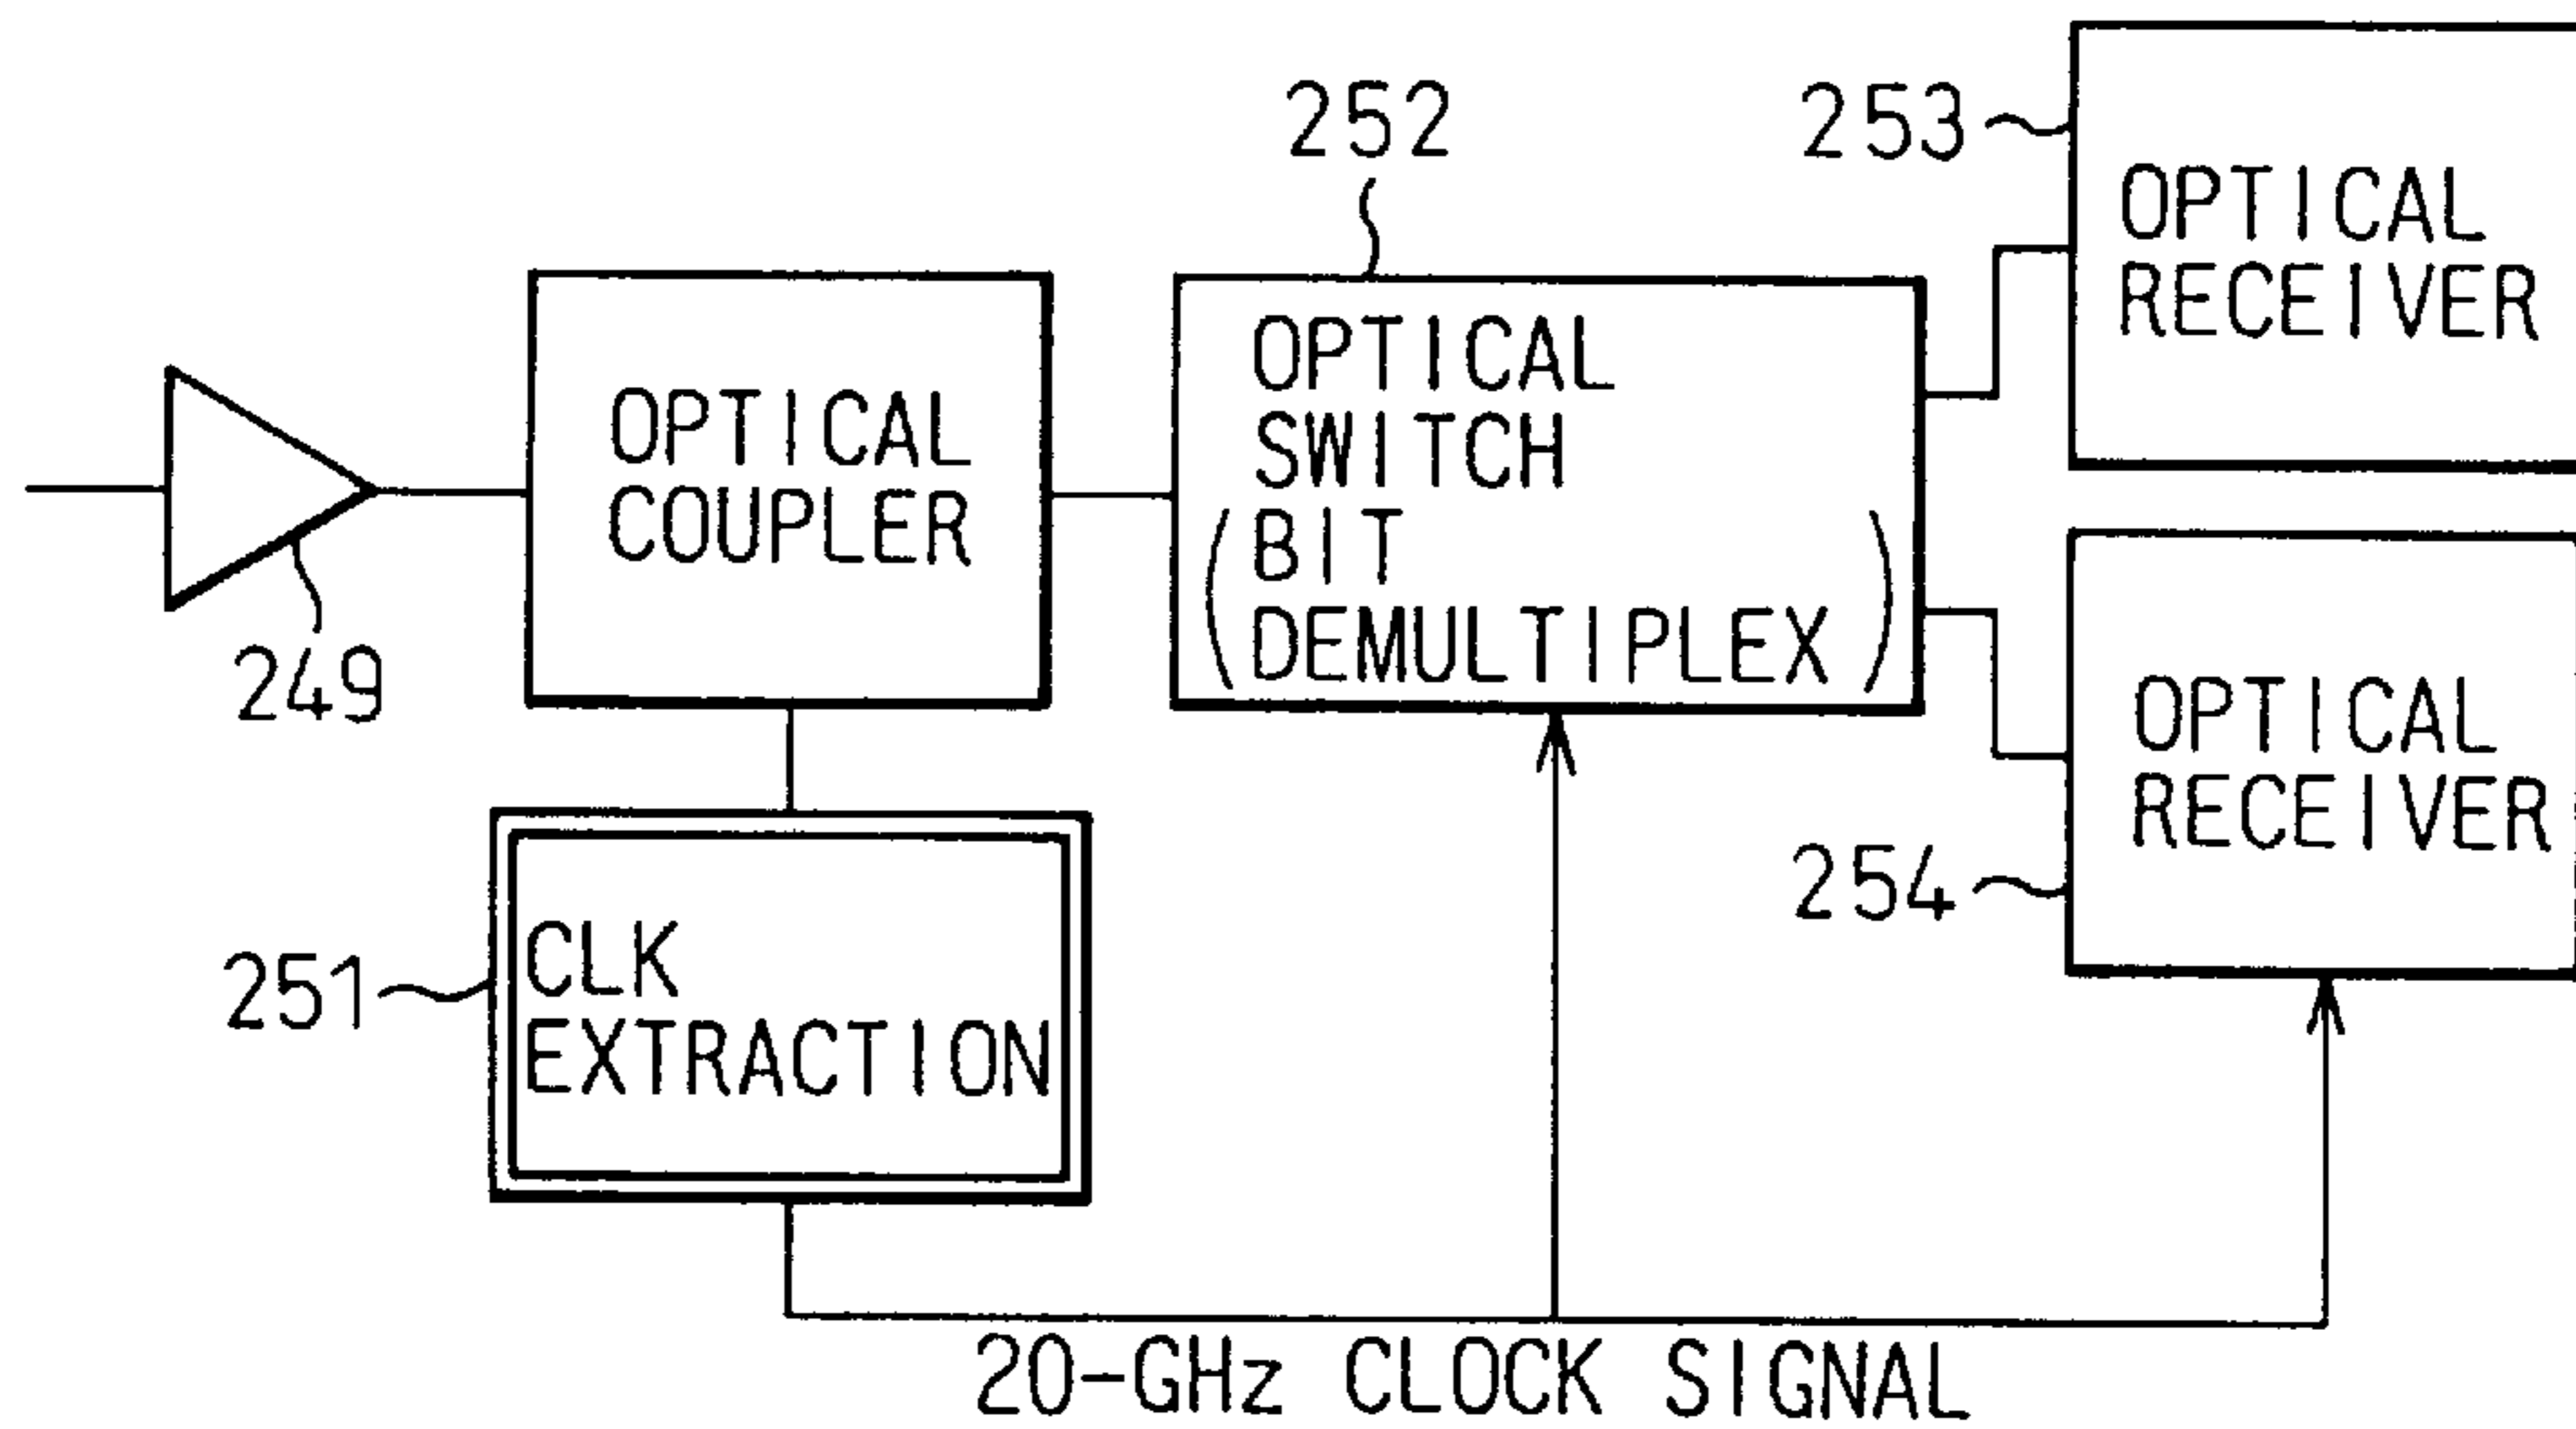 252
253
OPTICAL
RECEIVER
OPTICAL
COUPLER
OPTICAL
SWITCH
(BIT
DEMULTIPLEX)
249
OPTICAL
RECEIVER
254
251
CLK
EXTRACTION
20-GHz CLOCK SIGNAL